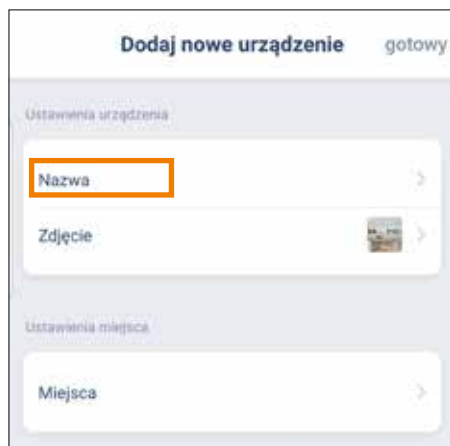 Dodaj nowe urządzenie gotowy
Ustawienia urządzenia
Nazwa
Zdjęcie
Ustawienia miejsca
Miejsca